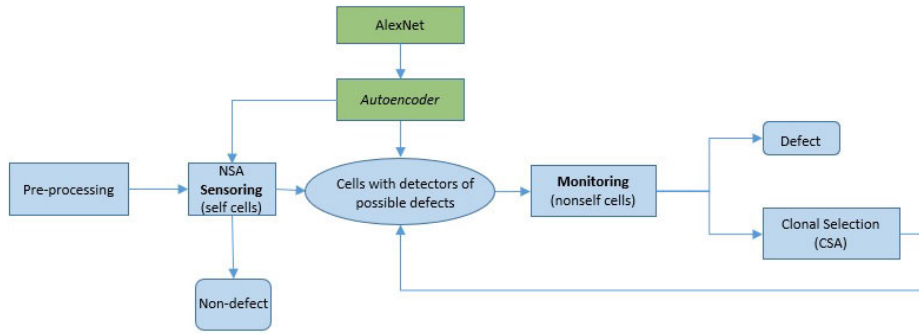 AlexNet
Autoencoder
Pre-processing
NSA
Sensoring
(self cells)
Cells with detectors of
possible defects
Monitoring
(nonself cells)
Defect
Clonal Selection
(CSA)
Non-defect